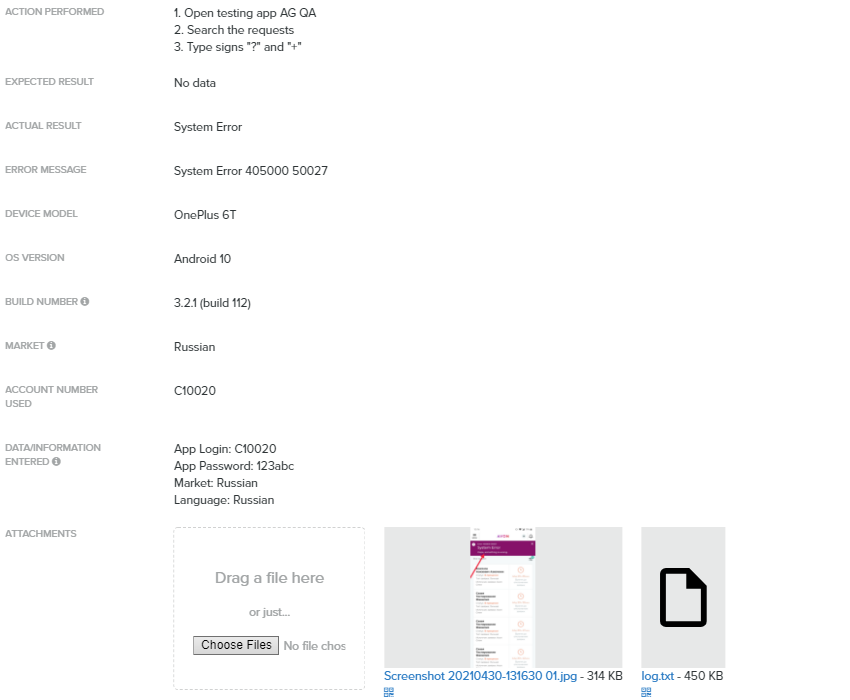 ACTION PERFORMED
1. Open testing app AG QA
2. Search the requests
3. Type signs "?" and "+"
EXPECTED RESULT
No data
ACTUAL RESULT
System Error
ERROR MESSAGE
System Error 405000 50027
DEVICE MODEL
OnePlus 6T
OS VERSION
Android 10
BUILD NUMBER
3.2.1 (build 112)
MARKET
Russian
ACCOUNT NUMBER
USED
C10020
DATA/INFORMATION
ENTERED
App Login: C10020
App Password: 123abc
Market: Russian
Language: Russian
ATTACHMENTS
Drag a file here
or just...
Choose Files No file chos
System Error
Screenshot 20210430-131630 01.jpg - 314 KB
log.txt - 450 KB